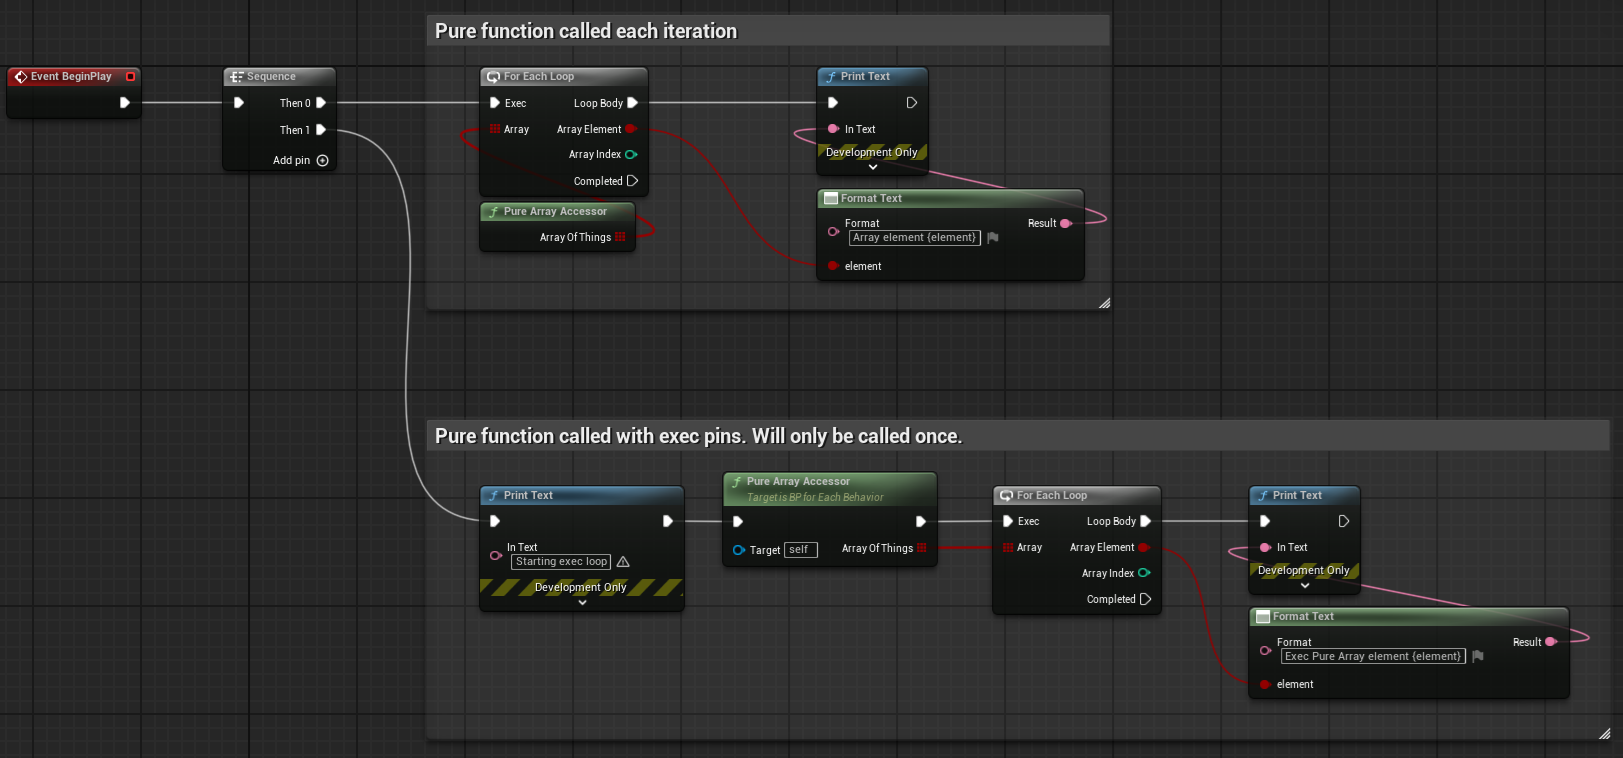 Pure function called each iteration
Event BeginPlay
Sequence
Then 0
Then 1
Add pin
For Each Loop
Exec
Loop Body
Array
Array Element
Array Index
Completed
Pure Array Accessor
Array Of Things
Print Text
In Text
Development Only
Format Text
Format
Result
Array element {element}
element
Pure function called with exec pins. Will only be called once.
Print Text
In Text
Starting exec loop
Development Only
Pure Array Accessor
Target is BP for Each Behavior
Target
self
Array Of Things
For Each Loop
Exec
Loop Body
Array
Array Element
Array Index
Completed
Print Text
In Text
Development Only
Format Text
Format
Result
Exec Pure Array element {element}
element